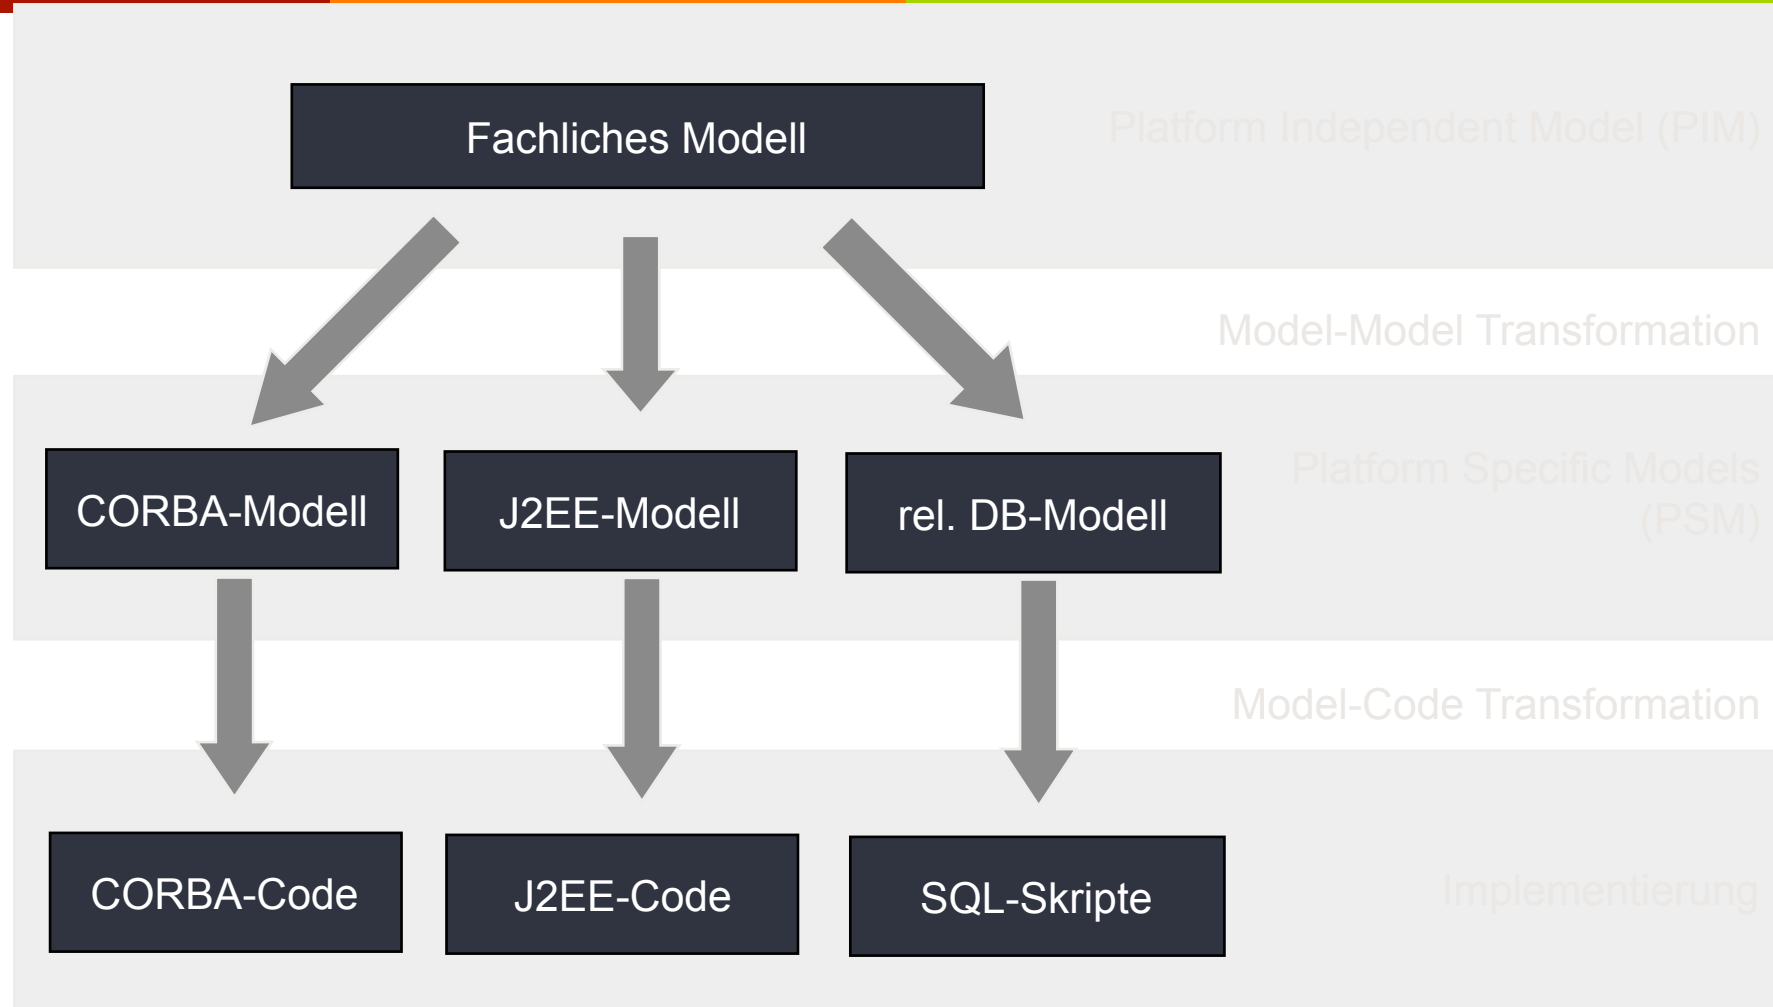 Fachliches Modell
Platform Independent Model (PIM)
Model-Model Transformation
CORBA-Modell
J2EE-Modell
rel. DB-Modell
Platform Specific Models
(PSM)
Model-Code Transformation
CORBA-Code
J2EE-Code
SQL-Skripte
Implementierung